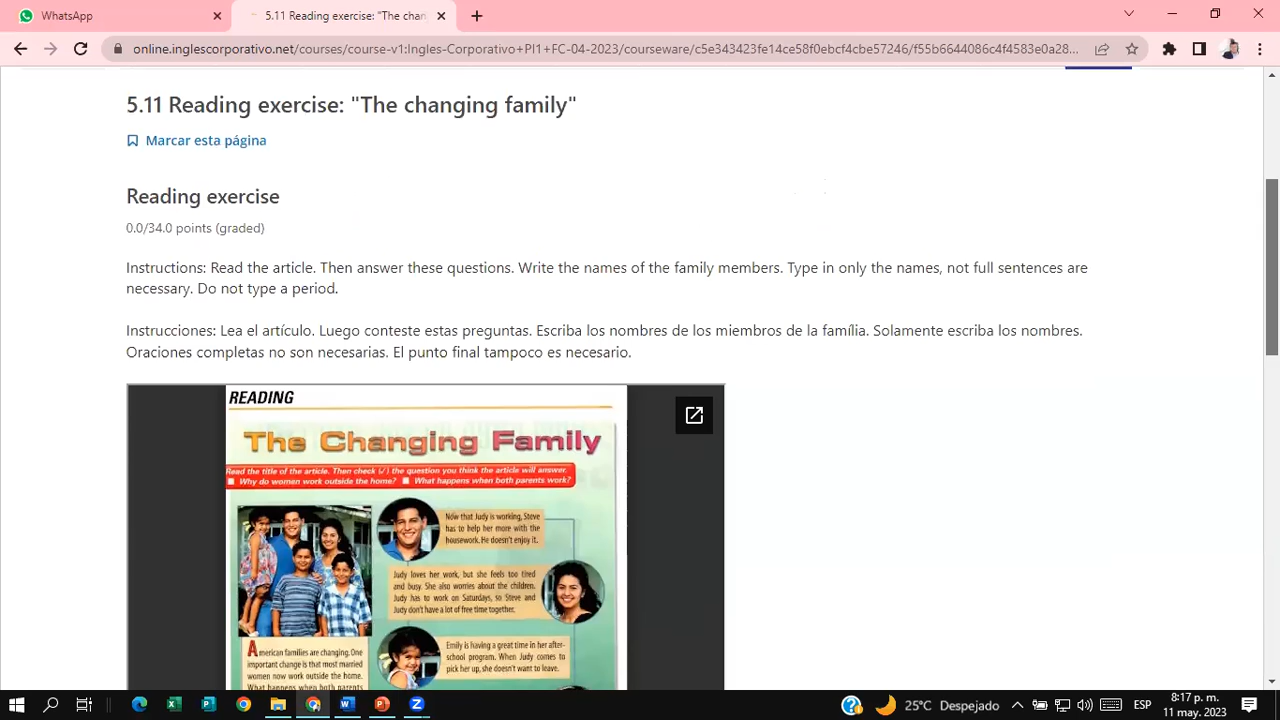 WhatsApp
5.11 Reading exercise: "The chan
online.inglescorporativo.net/courses/course-v1:Ingles-Corporativo+PI1+FC-04-2023/courseware/c5e343423fe14ce58f0ebcf4cbe57246/f55b6644086c4f4583e0a28...
5.11 Reading exercise: "The changing family"
Marcar esta página
Reading exercise
0.0/34.0 points (graded)
Instructions: Read the article. Then answer these questions. Write the names of the family members. Type in only the names, not full sentences are
necessary. Do not type a period.
Instrucciones: Lea el artículo. Luego conteste estas preguntas. Escriba los nombres de los miembros de la família. Solamente escriba los nombres.
Oraciones completas no son necesarias. El punto final tampoco es necesario.
READING
The Changing Family
Read the title of the article. Then check (✓) the question you think the article will answer.
Why do women work outside the home? What happens when both parents work?
Now that Judy is working, Steve
has to help her more with the
housework. He doesn't enjoy it.
Judy loves her work, but she feels too tired
and busy. She also worries about the children.
Judy has to work on Saturdays, so Steve and
Judy don't have a lot of free time together.
Emily is having a great time in her after-
school program. When Judy comes to
pick her up, she doesn't want to leave.
American families are changing. One
important change is that most married
women now work outside the home.
What happens when both parents
ESP
8:17 p. m.
11 may. 2023
25°C Despejado